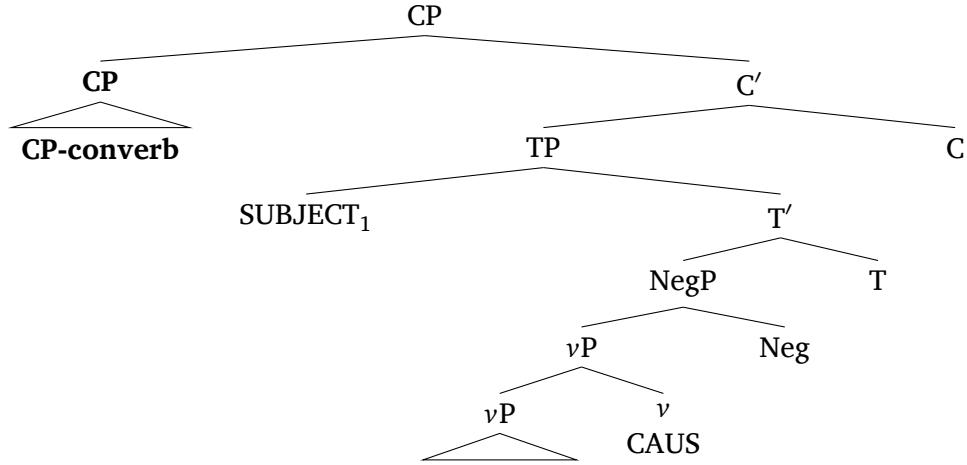 CP
CP C′
CP-converb TP C
SUBJECT₁ T′
NegP T
vP Neg
vP v
CAUS